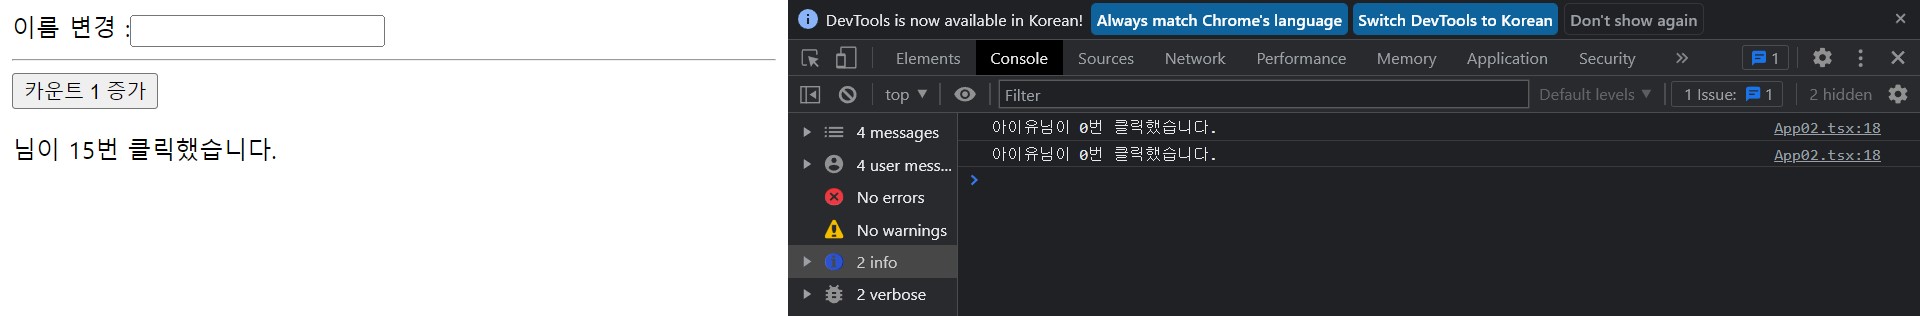 이름 변경 :
카운트 1 증가
님이 15번 클릭했습니다.
DevTools is now available in Korean! Always match Chrome's language Switch DevTools to Korean Don't show again
Elements Console Sources Network Performance Memory Application Security 1
top Filter Default levels 1 Issue: 1 2 hidden
4 messages
4 user mess...
No errors
No warnings
2 info
2 verbose
아이유님이 0번 클릭했습니다. App02.tsx:18
아이유님이 0번 클릭했습니다. App02.tsx:18